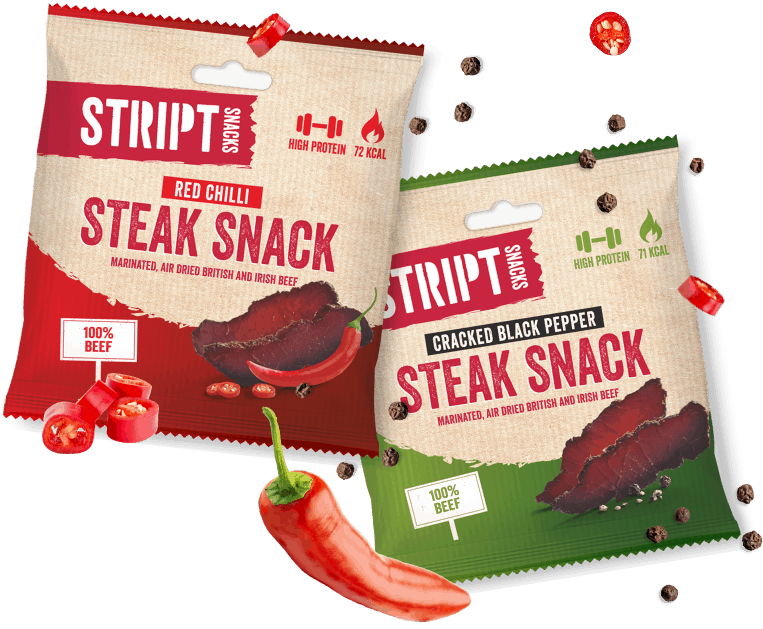 STRIPT
SNACKS
HIGH PROTEIN
72 KCAL
RED CHILLI
STEAK SNACK
MARINATED, AIR DRIED BRITISH AND IRISH BEEF
100%
BEEF
STRIPT
SNACKS
HIGH PROTEIN
71 KCAL
CRACKED BLACK PEPPER
STEAK SNACK
MARINATED, AIR DRIED BRITISH AND IRISH BEEF
100%
BEEF